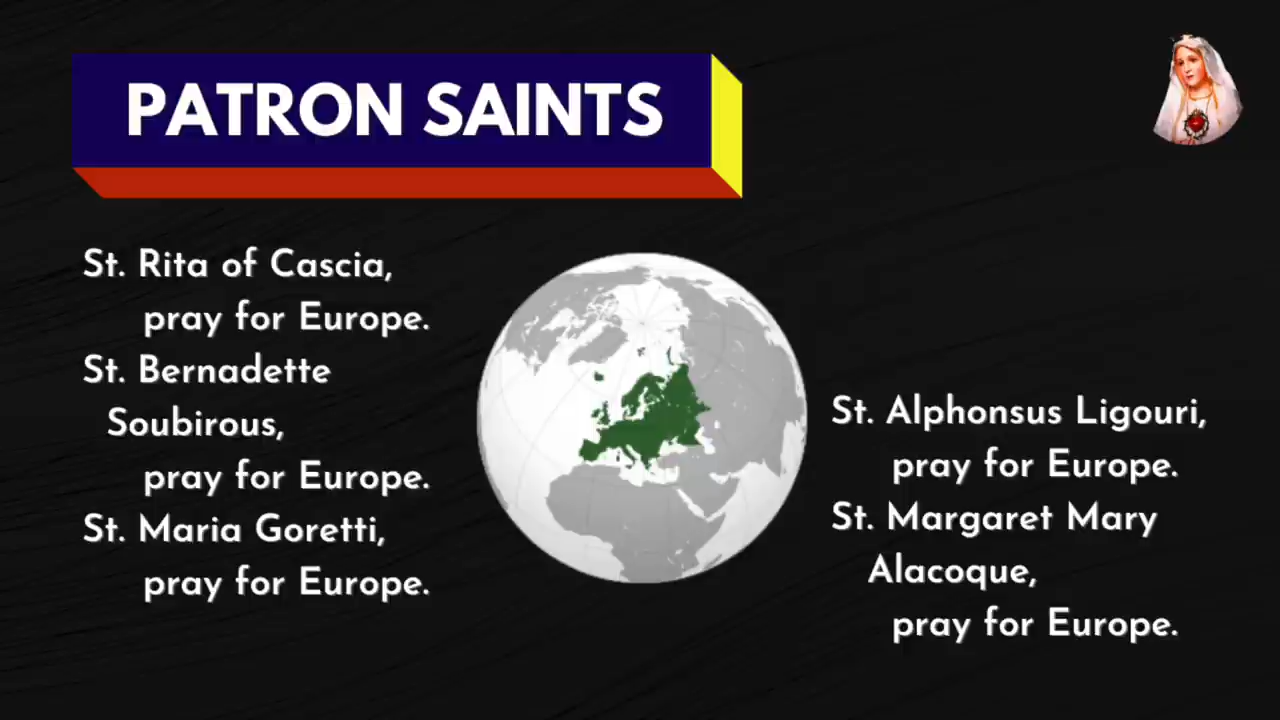 PATRON SAINTS
St. Rita of Cascia,
pray for Europe.
St. Bernadette
Soubirous,
pray for Europe.
St. Maria Goretti,
pray for Europe.
St. Alphonsus Ligouri,
pray for Europe.
St. Margaret Mary
Alacoque,
pray for Europe.